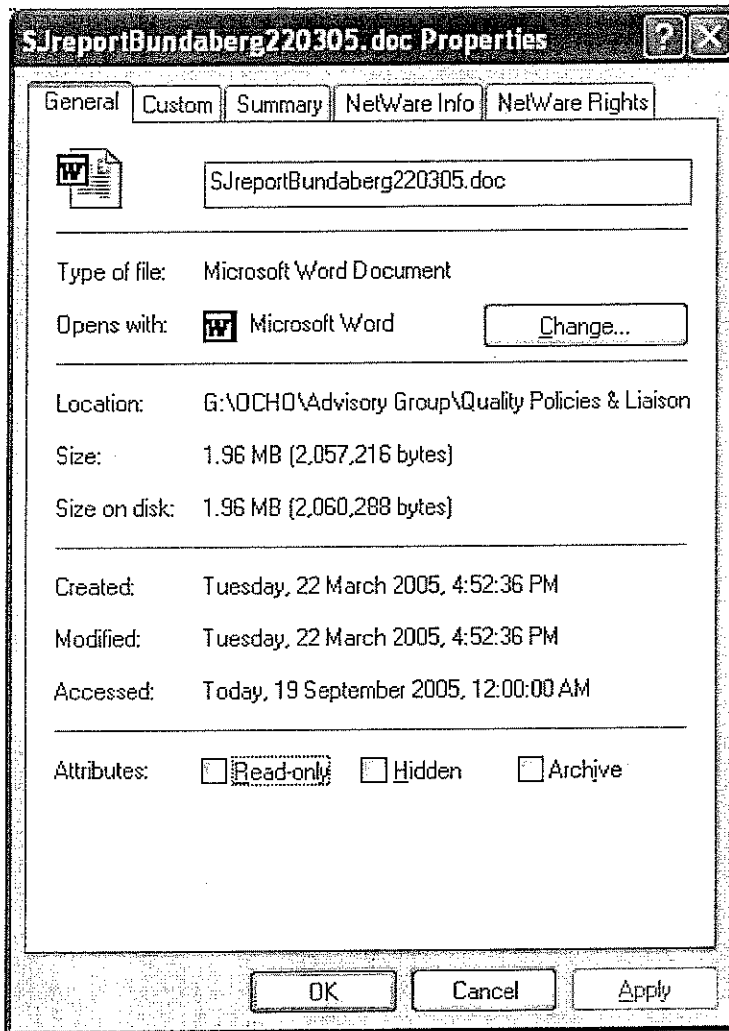 SJreportBundaberg220305.doc Properties ? X
General Custom Summary NetWare Info NetWare Rights
W SJreportBundaberg220305.doc
Type of file: Microsoft Word Document
Opens with: W Microsoft Word Change...
Location: G:\OCHO\Advisory Group\Quality Policies & Liaison
Size: 1.96 MB (2,057,216 bytes)
Size on disk: 1.96 MB (2,060,288 bytes)
Created: Tuesday, 22 March 2005, 4:52:36 PM
Modified: Tuesday, 22 March 2005, 4:52:36 PM
Accessed: Today, 19 September 2005, 12:00:00 AM
Attributes: Read-only Hidden Archive
OK Cancel Apply